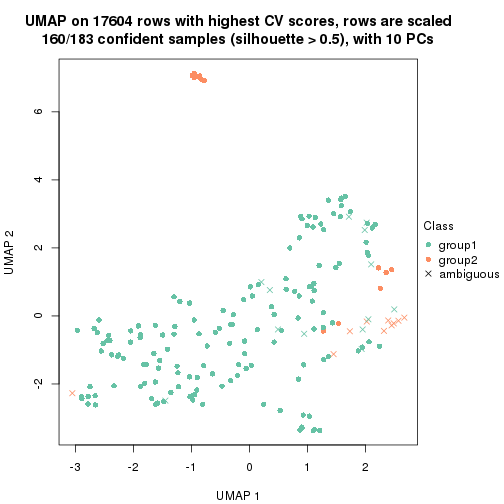 UMAP on 17604 rows with highest CV scores, rows are scaled
160/183 confident samples (silhouette > 0.5), with 10 PCs
UMAP 2
6
4
2
0
-2
-3
-2
-1
0
1
2
UMAP 1
Class
group1
group2
ambiguous